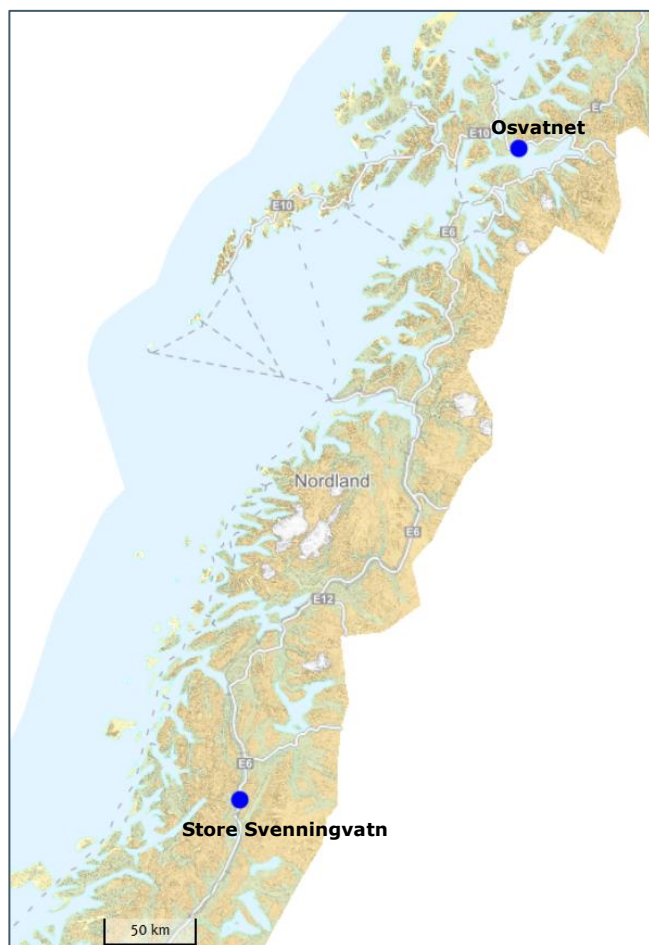 E6
Osvatnet
E10
E10
E6
Nordland
E6
E12
E6
Store Svenningvatn
50 km